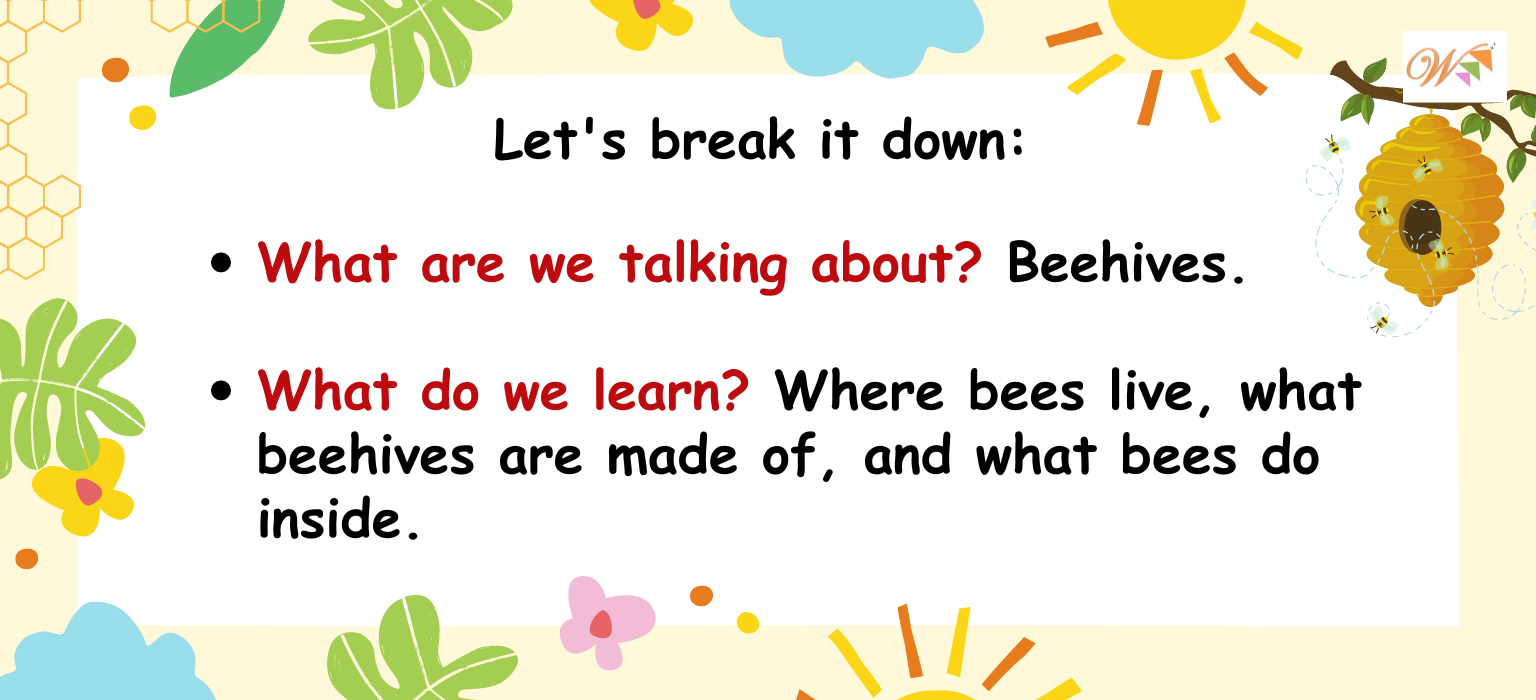 W
Let's break it down:
• What are we talking about? Beehives.
• What do we learn? Where bees live, what
beehives are made of, and what bees do
inside.